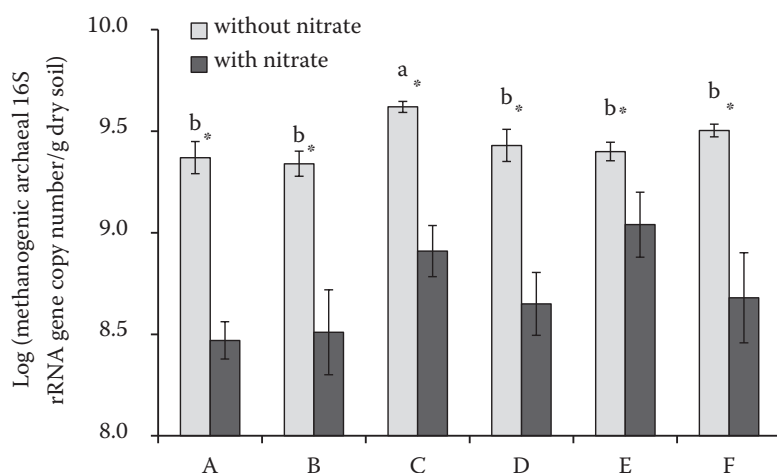 Log (methanogenic archaeal 16S
rRNA gene copy number/g dry soil)
10.0
9.5
9.0
8.5
8.0
without nitrate
with nitrate
b* b* a* b* b* b*
A B C D E F